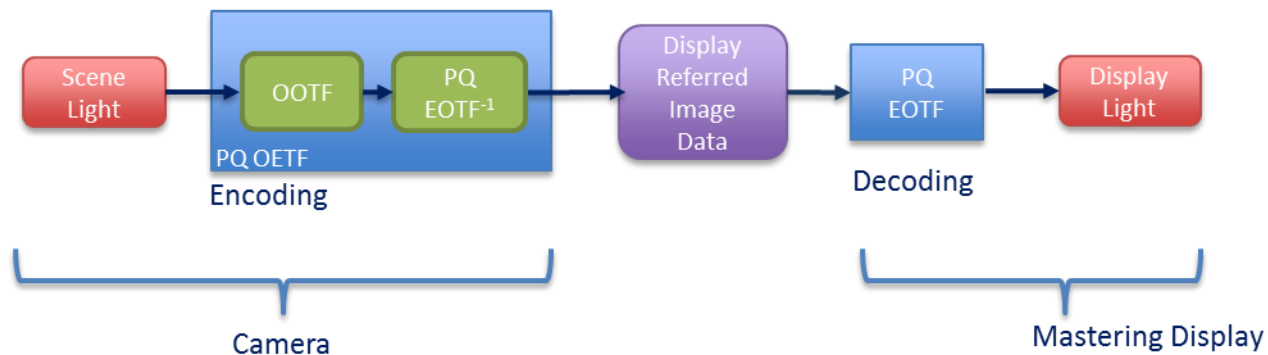 Scene
Light
OOTF
PQ
EOTF-1
PQ OETF
Encoding
Display
Referred
Image
Data
PQ
EOTF
Decoding
Display
Light
Camera
Mastering Display